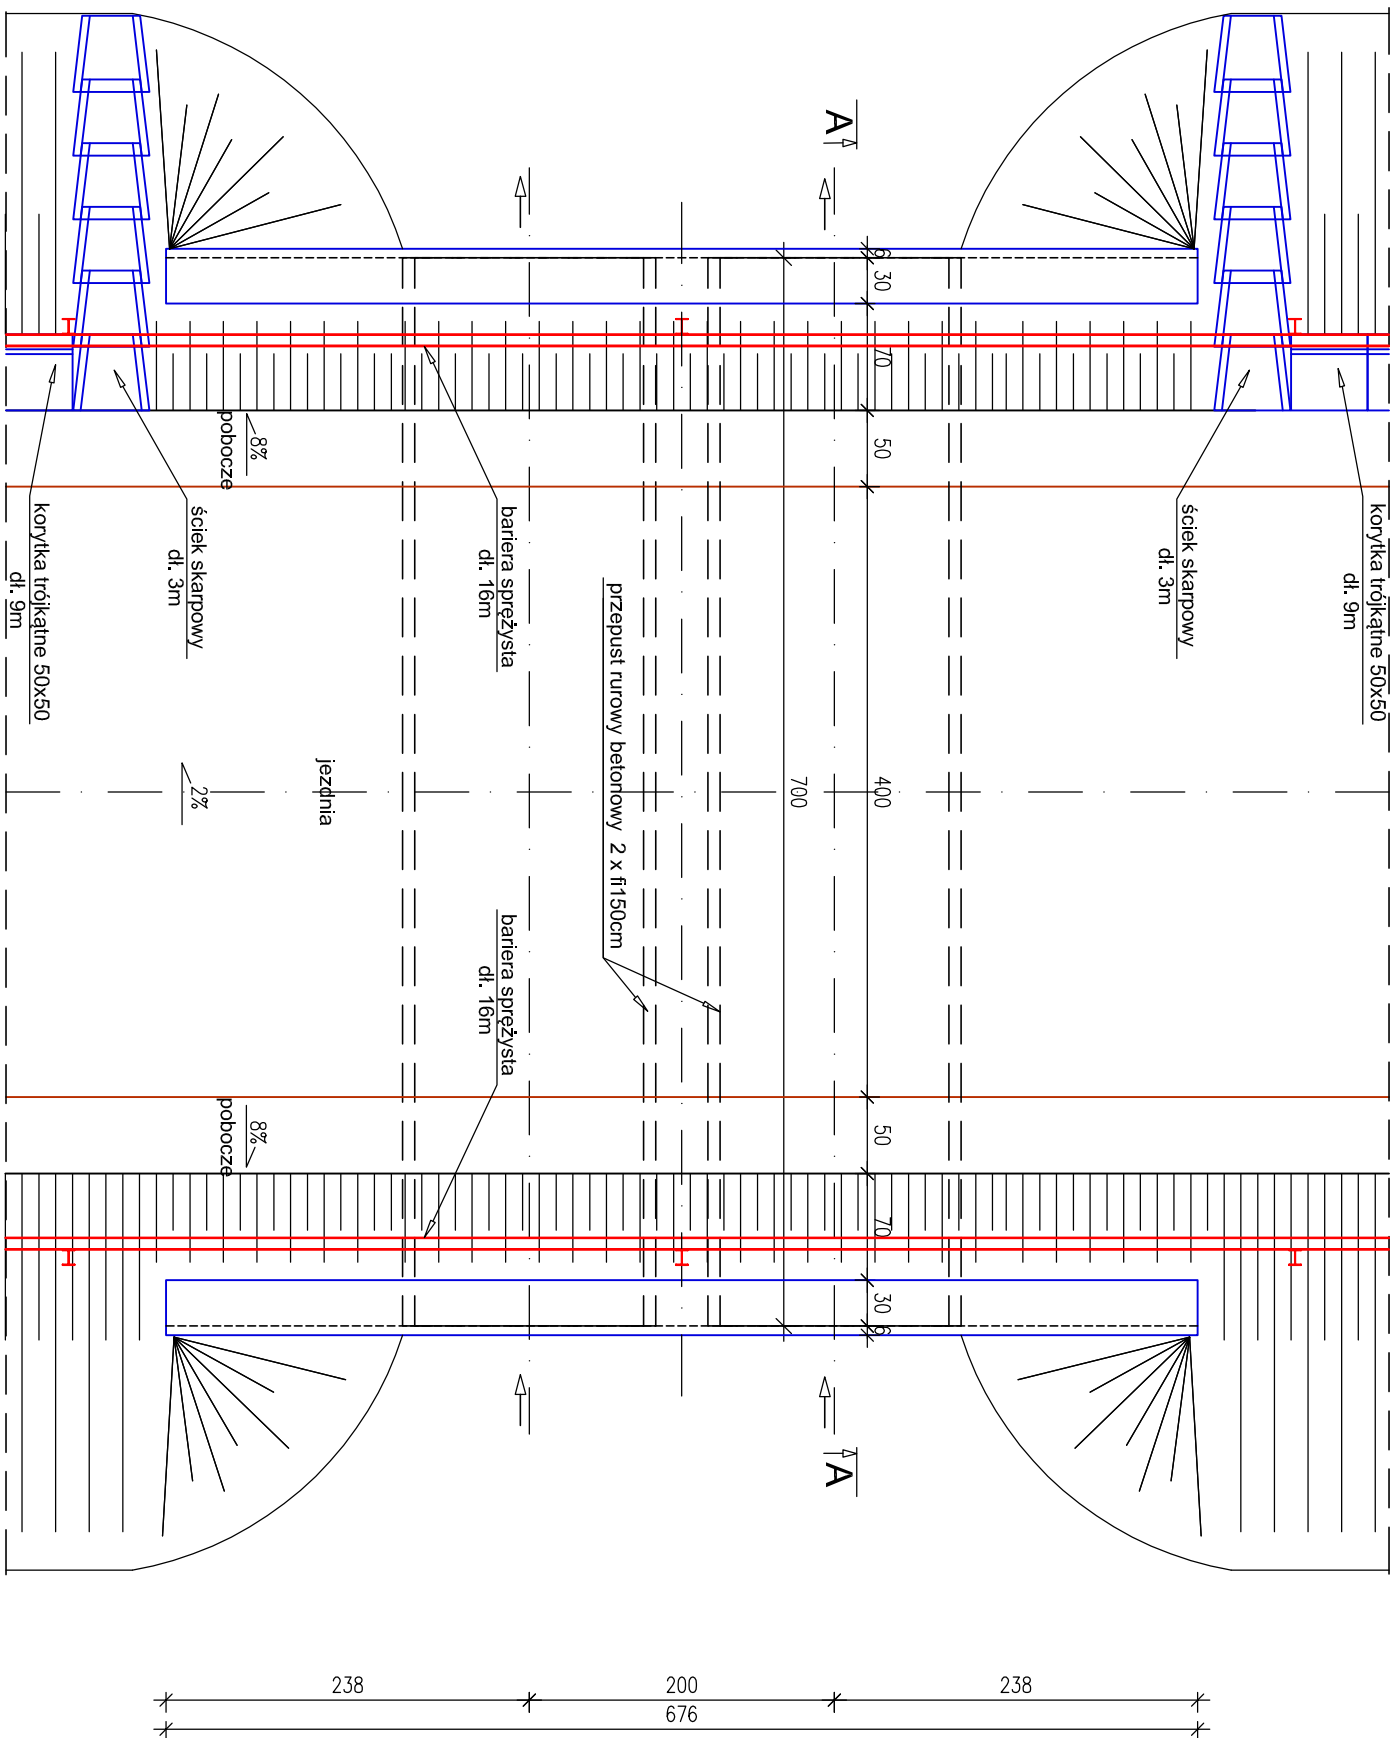 A
6
30
70
50
400
700
50
70
30
6
A
8%
pobocze
korytka trójkątne 50x50
dł. 9m
ściek skarpowy
dł. 3m
bariera sprężysta
dł. 16m
przepust rurowy betonowy 2 x fi150cm
ściek skarpowy
dł. 3m
korytka trójkątne 50x50
dł. 9m
jezdnia
2%
bariera sprężysta
dł. 16m
8%
pobocze
238
200
238
676